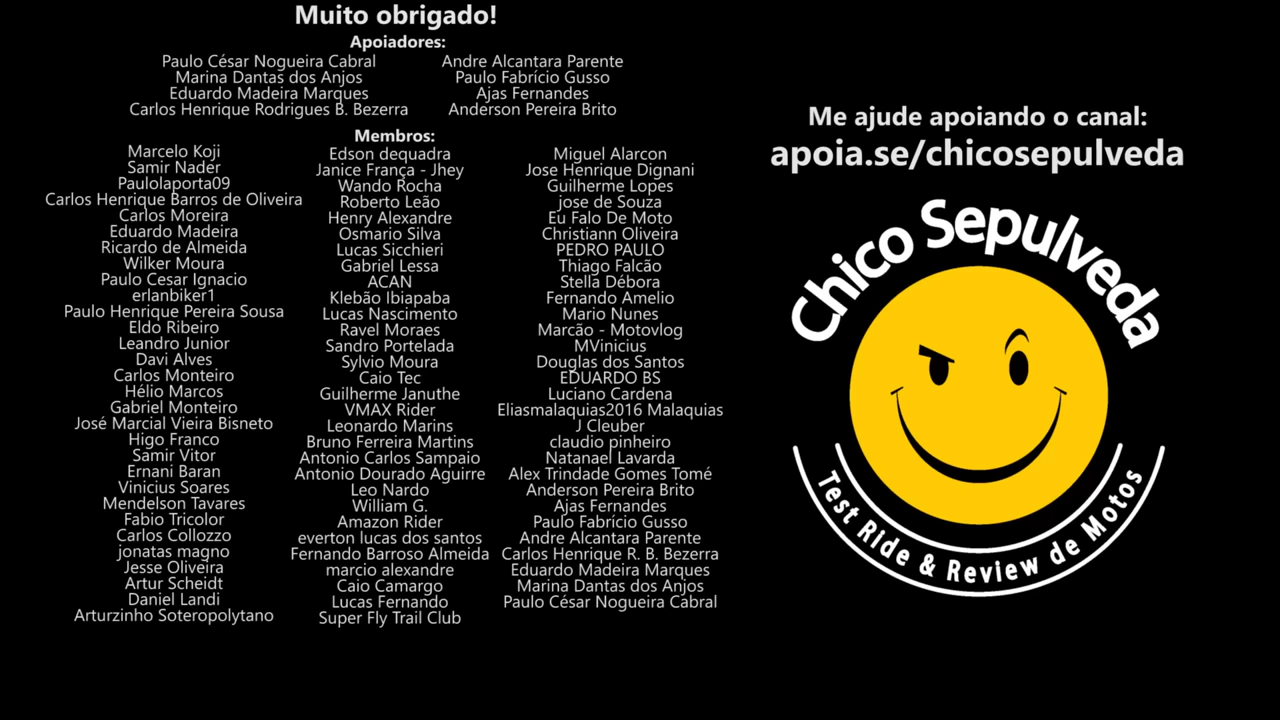 Muito obrigado!
Apoiadores:
Paulo César Nogueira Cabral
Marina Dantas dos Anjos
Eduardo Madeira Marques
Carlos Henrique Rodrigues B. Bezerra
Andre Alcantara Parente
Paulo Fabrício Gusso
Ajas Fernandes
Anderson Pereira Brito
Membros:
Marcelo Koji
Samir Nader
Paulolaporta09
Carlos Henrique Barros de Oliveira
Carlos Moreira
Eduardo Madeira
Ricardo de Almeida
Wilker Moura
Paulo Cesar Ignacio
erlanbiker1
Paulo Henrique Pereira Sousa
Eldo Ribeiro
Leandro Junior
Davi Alves
Carlos Monteiro
Hélio Marcos
Gabriel Monteiro
José Marcial Vieira Bisneto
Higo Franco
Samir Vitor
Ernani Baran
Vinicius Soares
Mendelson Tavares
Fabio Tricolor
Carlos Collozzo
jonatas magno
Jesse Oliveira
Artur Scheidt
Daniel Landi
Arturzinho Soteropolytano
Edson dequadra
Janice França - Jhey
Wando Rocha
Roberto Leão
Henry Alexandre
Osmario Silva
Lucas Sicchieri
Gabriel Lessa
ACAN
Klebão Ibiapaba
Lucas Nascimento
Ravel Moraes
Sandro Portelada
Sylvio Moura
Caio Tec
Guilherme Januthe
VMAX Rider
Leonardo Marins
Bruno Ferreira Martins
Antonio Carlos Sampaio
Antonio Dourado Aguirre
Leo Nardo
William G.
Amazon Rider
everton lucas dos santos
Fernando Barroso Almeida
marcio alexandre
Caio Camargo
Lucas Fernando
Super Fly Trail Club
Miguel Alarcon
Jose Henrique Dignani
Guilherme Lopes
jose de Souza
Eu Falo De Moto
Christiann Oliveira
PEDRO PAULO
Thiago Falcão
Stella Débora
Fernando Amelio
Mario Nunes
Marcão - Motovlog
MVinicius
Douglas dos Santos
EDUARDO BS
Luciano Cardena
Eliasmalaquias2016 Malaquias
J Cleuber
claudio pinheiro
Natanael Lavarda
Alex Trindade Gomes Tomé
Anderson Pereira Brito
Ajas Fernandes
Paulo Fabrício Gusso
Andre Alcantara Parente
Carlos Henrique R. B. Bezerra
Eduardo Madeira Marques
Marina Dantas dos Anjos
Paulo César Nogueira Cabral
Me ajude apoiando o canal:
apoia.se/chicosepulveda
Chico Sepulveda
Test Ride & Review de Motos